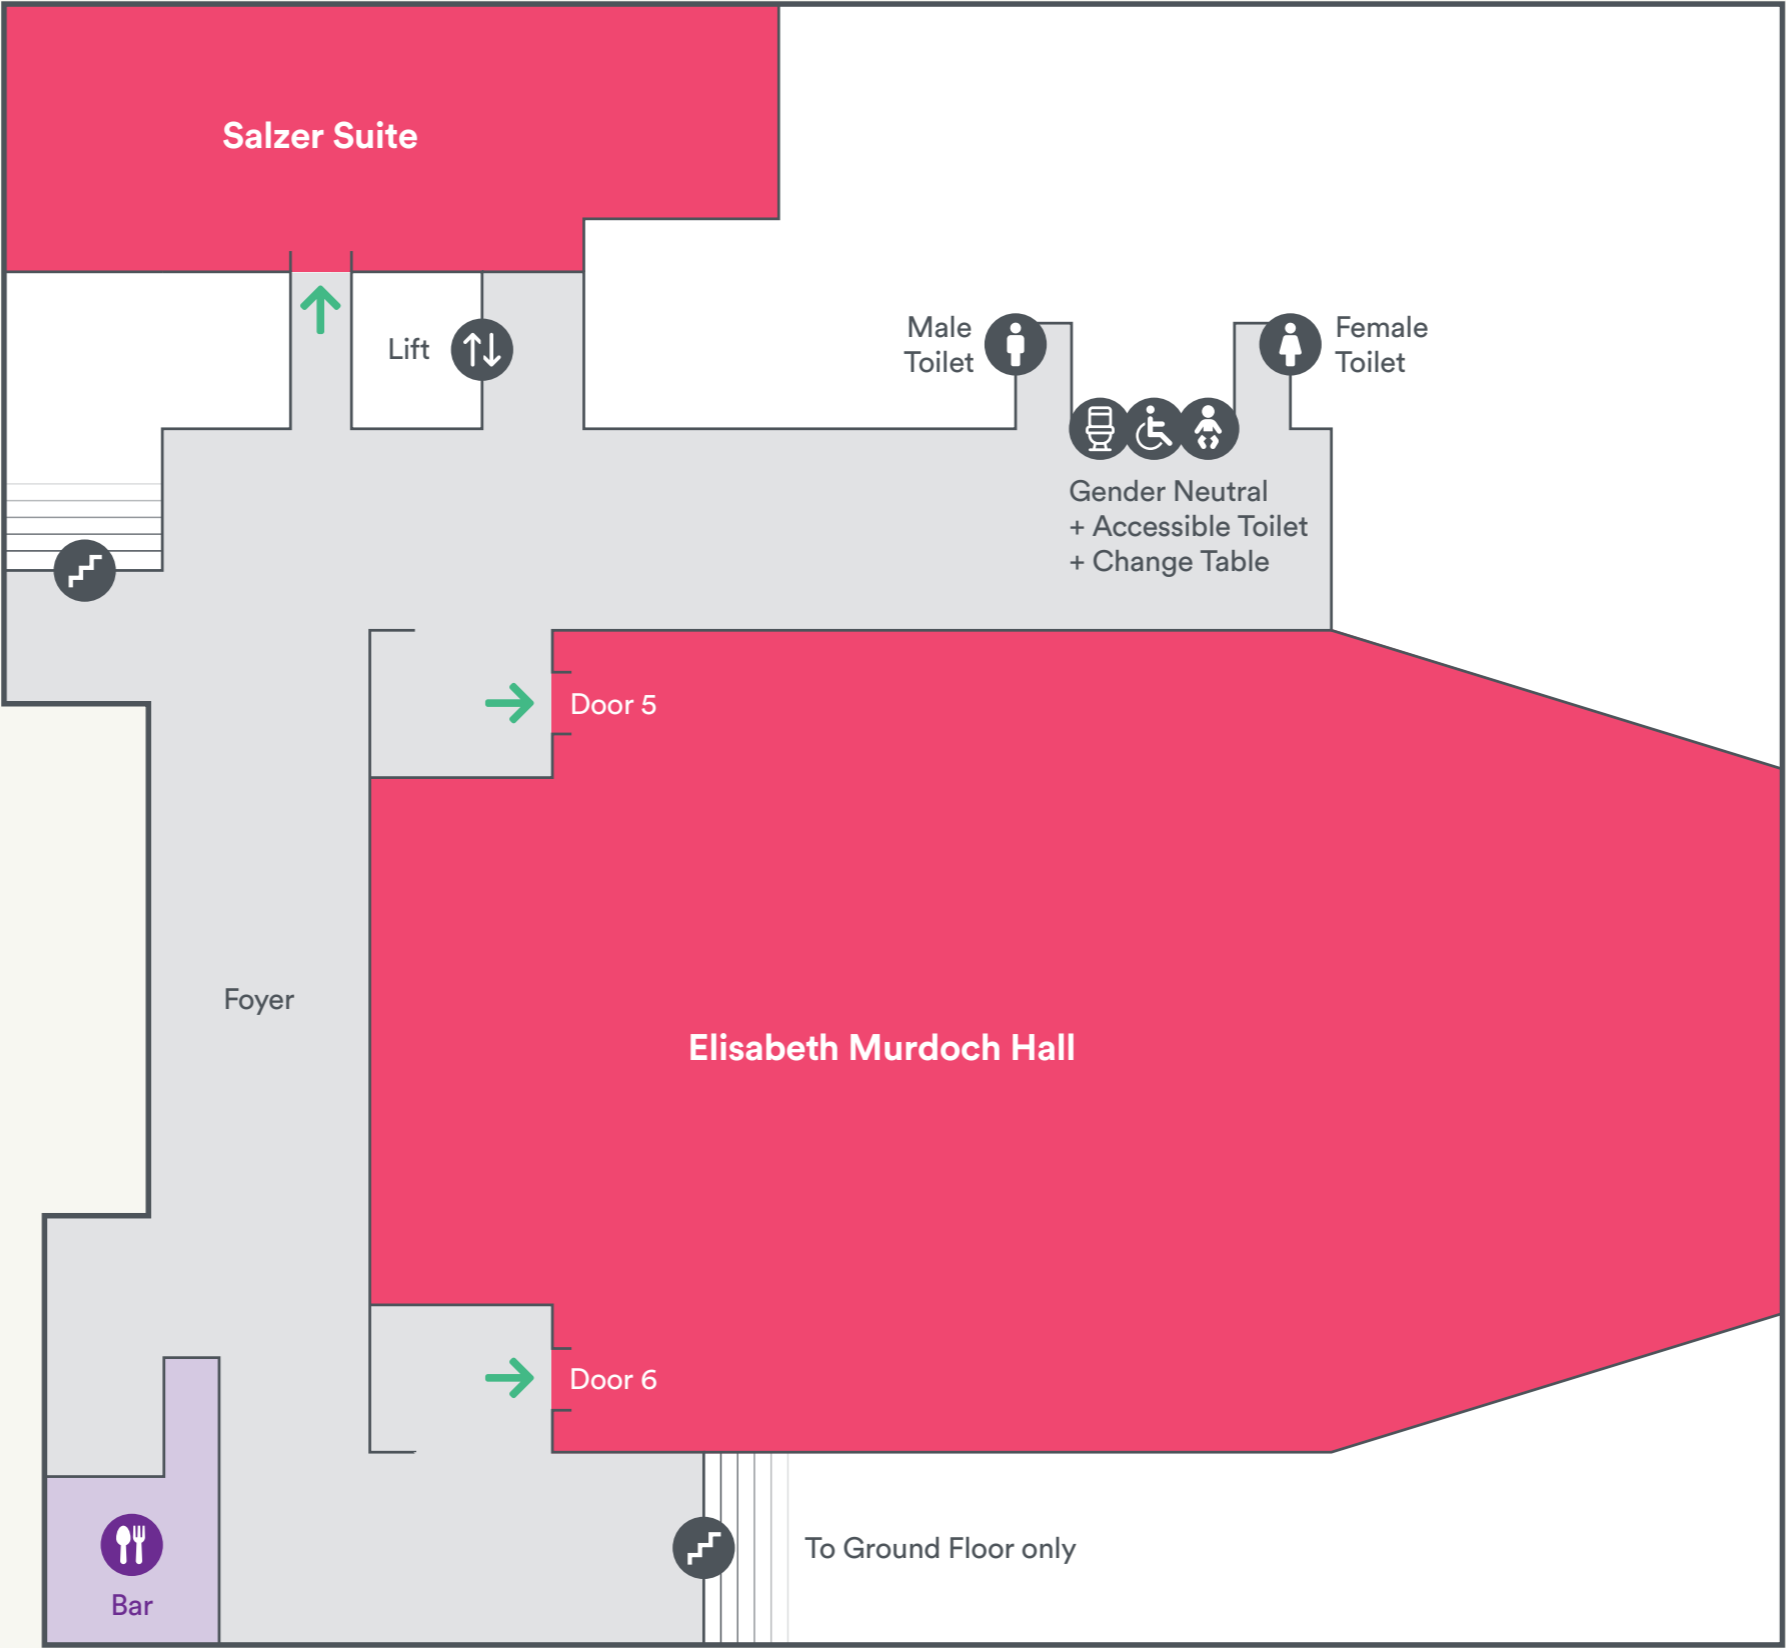 Salzer Suite
Lift
Male
Toilet
Female
Toilet
Gender Neutral
+ Accessible Toilet
+ Change Table
Door 5
Foyer
Elisabeth Murdoch Hall
Door 6
To Ground Floor only
Bar